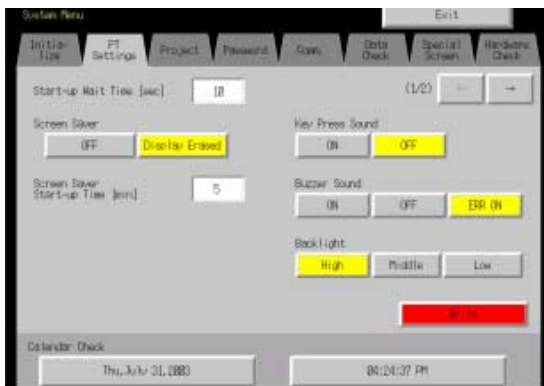 System Menu
Exit
Initia-
lize
PT
Settings
Project
Password
Comm.
Data
Check
Special
Screen
Hardware
Check
Start-up Wait Time [sec]
10
(1/2)
←
→
Screen Saver
OFF
Display Erased
Key Press Sound
ON
OFF
Screen Saver
Start-up Time [min]
5
Buzzer Sound
ON
OFF
ERR ON
Backlight
High
Middle
Low
Write
Calendar Check
Thu, July 31, 2003
04:24:37 PM